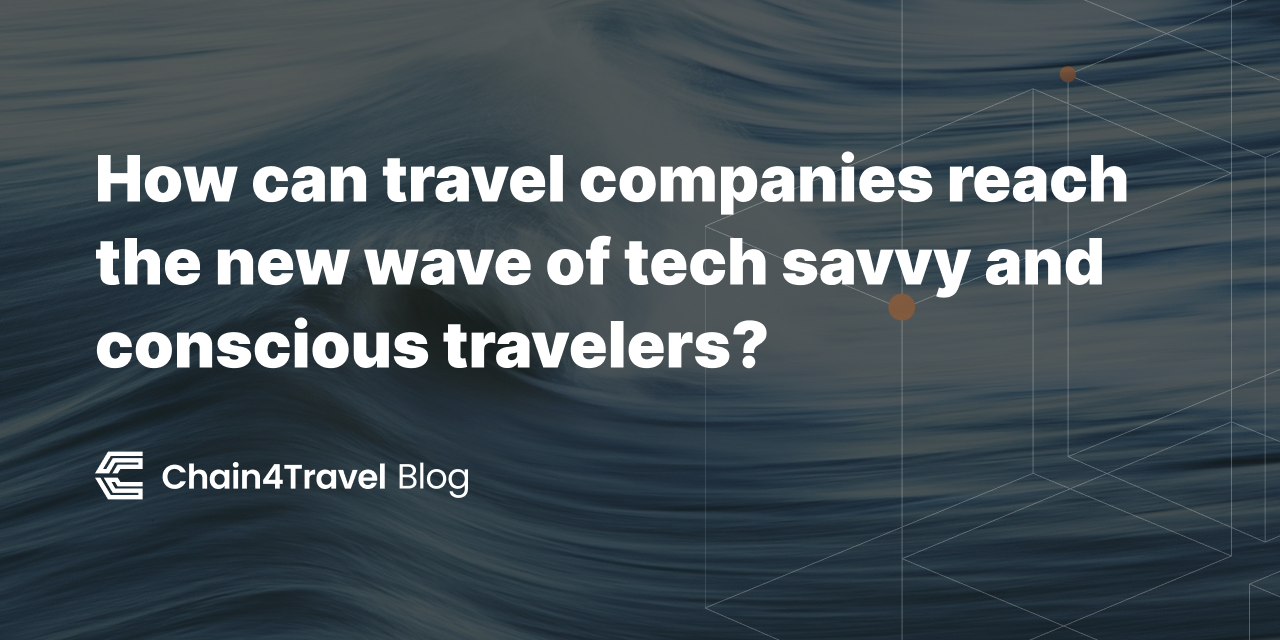 How can travel companies reach
the new wave of tech savvy and
conscious travelers?
Chain4Travel Blog